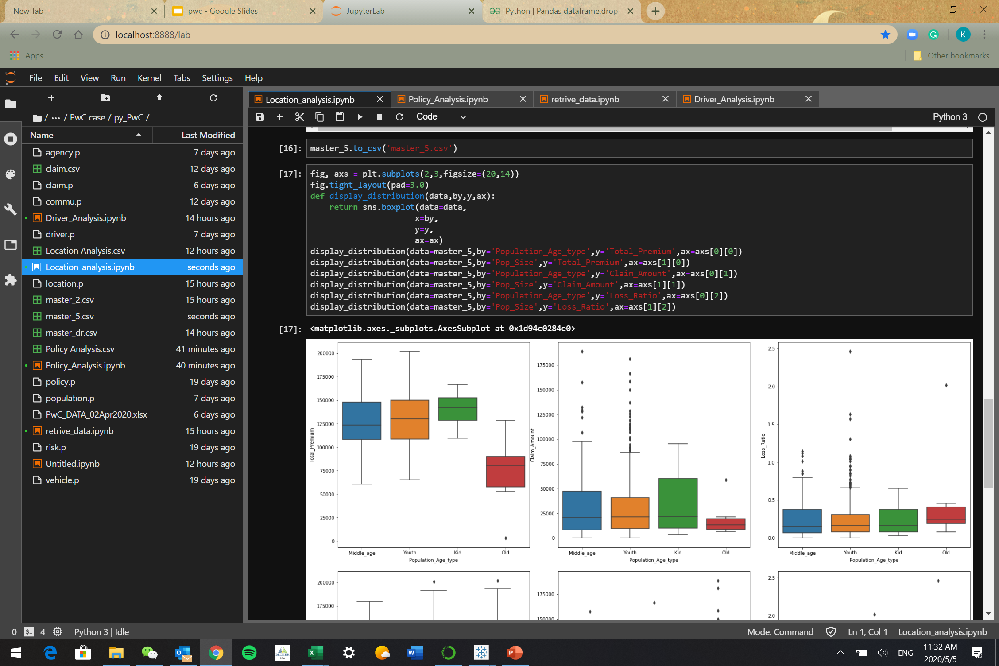 New Tab
pwc - Google Slides
JupyterLab
Python | Pandas dataframe.drop_
localhost:8888/lab
K
Apps
Other bookmarks
File Edit View Run Kernel Tabs Settings Help
Location_analysis.ipynb
Policy_Analysis.ipynb
retrive_data.ipynb
Driver_Analysis.ipynb
/ ... / PwC case / py_PwC /
Code
Python 3
Name Last Modified
agency.p 7 days ago
claim.csv 12 days ago
claim.p 6 days ago
commu.p 12 days ago
Driver_Analysis.ipynb 14 hours ago
driver.p 7 days ago
Location Analysis.csv 12 hours ago
Location_analysis.ipynb seconds ago
location.p 15 hours ago
master_2.csv 15 hours ago
master_5.csv seconds ago
master_dr.csv 14 hours ago
Policy Analysis.csv 41 minutes ago
Policy_Analysis.ipynb 40 minutes ago
policy.p 19 days ago
population.p 7 days ago
PwC_DATA_02Apr2020.xlsx 6 days ago
retrive_data.ipynb 15 hours ago
risk.p 19 days ago
Untitled.ipynb 12 hours ago
vehicle.p 19 days ago
[16]: master_5.to_csv('master_5.csv')
[17]: fig, axs = plt.subplots(2,3,figsize=(20,14))
fig.tight_layout(pad=3.0)
def display_distribution(data,by,y,ax):
return sns.boxplot(data=data,
x=by,
y=y,
ax=ax)
display_distribution(data=master_5,by='Population_Age_type',y='Total_Premium',ax=axs[0][0])
display_distribution(data=master_5,by='Pop_Size',y='Total_Premium',ax=axs[1][0])
display_distribution(data=master_5,by='Population_Age_type',y='Claim_Amount',ax=axs[0][1])
display_distribution(data=master_5,by='Pop_Size',y='Claim_Amount',ax=axs[1][1])
display_distribution(data=master_5,by='Population_Age_type',y='Loss_Ratio',ax=axs[0][2])
display_distribution(data=master_5,by='Pop_Size',y='Loss_Ratio',ax=axs[1][2])
[17]: <matplotlib.axes._subplots.AxesSubplot at 0x1d94c0284e0>
200000
175000
150000
125000
100000
75000
50000
25000
0
Total_Premium
Middle_age Youth Kid Old
Population_Age_type
175000
150000
125000
100000
75000
50000
25000
0
Claim_Amount
Middle_age Youth Kid Old
Population_Age_type
2.5
2.0
1.5
1.0
0.5
0.0
Loss_Ratio
Middle_age Youth Kid Old
Population_Age_type
200000
175000
175000
150000
2.5
2.0
0 $_ 4 Python 3 | Idle
Mode: Command Ln 1, Col 1 Location_analysis.ipynb
BECKER
CPA
ENG
11:32 AM
2020/5/5